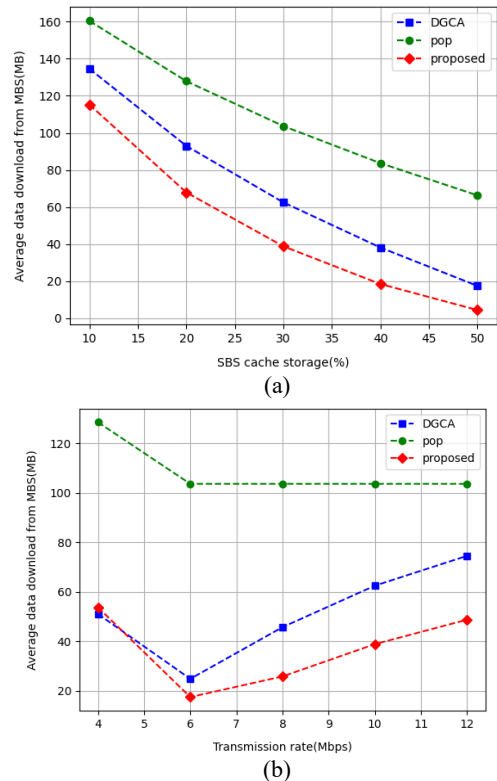 160
140
120
100
80
60
40
20
0
Average data download from MBS(MB)
DGCA
pop
proposed
10 15 20 25 30 35 40 45 50
SBS cache storage(%)
(a)
120
100
80
60
40
20
Average data download from MBS(MB)
DGCA
pop
proposed
4 5 6 7 8 9 10 11 12
Transmission rate(Mbps)
(b)